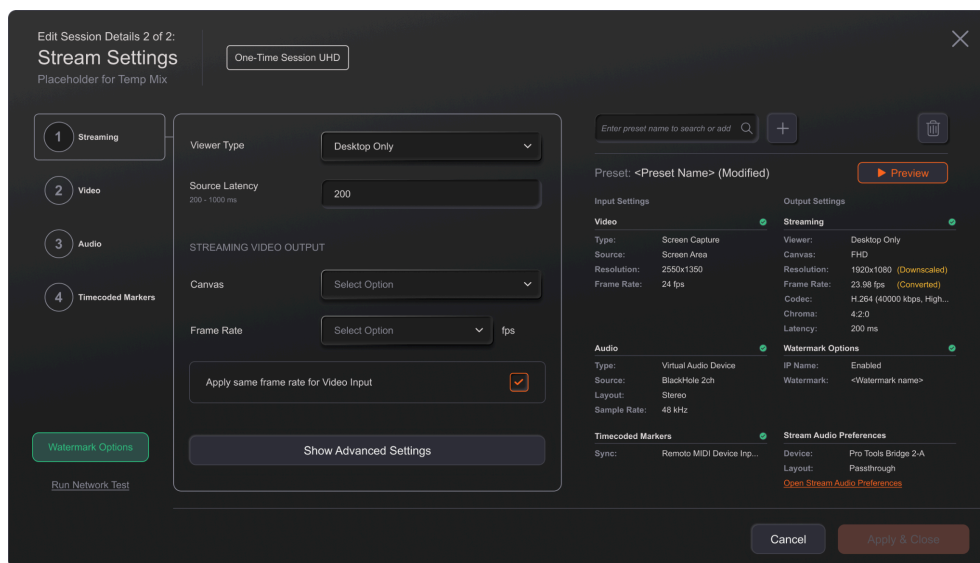 Edit Session Details 2 of 2:
Stream Settings
Placeholder for Temp Mix
One-Time Session UHD
1 Streaming
2 Video
3 Audio
4 Timecoded Markers
Watermark Options
Run Network Test
Viewer Type
Desktop Only
Source Latency
200 - 1000 ms
200
STREAMING VIDEO OUTPUT
Canvas
Select Option
Frame Rate
Select Option
fps
Apply same frame rate for Video Input
Show Advanced Settings
Enter preset name to search or add
Preset: <Preset Name> (Modified)
Preview
Input Settings
Video
Type: Screen Capture
Source: Screen Area
Resolution: 2550x1350
Frame Rate: 24 fps
Audio
Type: Virtual Audio Device
Source: BlackHole 2ch
Layout: Stereo
Sample Rate: 48 kHz
Timecoded Markers
Sync: Remoto MIDI Device Inp...
Output Settings
Streaming
Viewer: Desktop Only
Canvas: FHD
Resolution: 1920x1080 (Downscaled)
Frame Rate: 23.98 fps (Converted)
Codec: H.264 (40000 kbps, High...
Chroma: 4:2:0
Latency: 200 ms
Watermark Options
IP Name: Enabled
Watermark: <Watermark name>
Stream Audio Preferences
Device: Pro Tools Bridge 2-A
Layout: Passthrough
Open Stream Audio Preferences
Cancel
Apply & Close